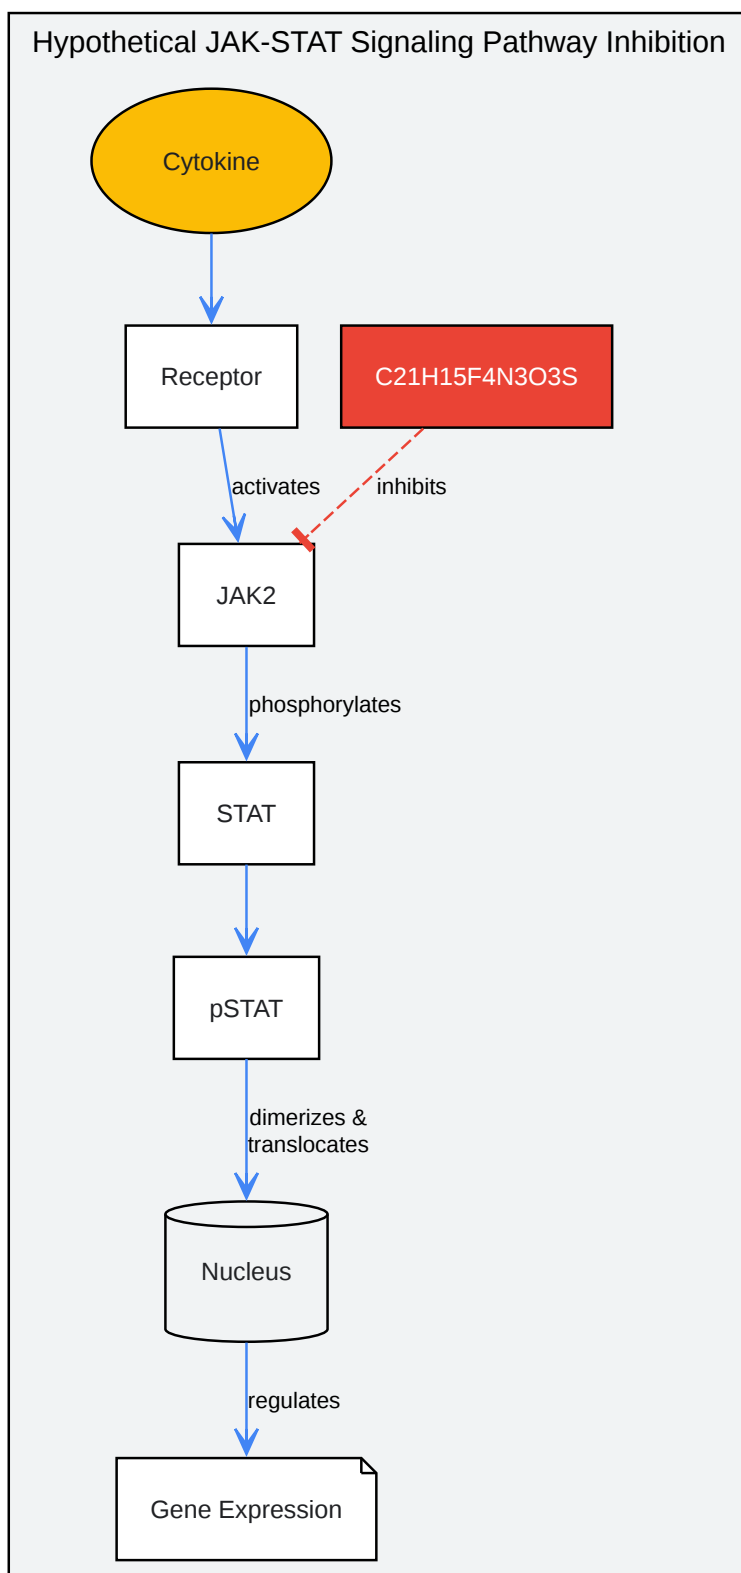 Hypothetical JAK-STAT Signaling Pathway Inhibition
Cytokine
Receptor
C21H15F4N3O3S
activates
inhibits
JAK2
phosphorylates
STAT
pSTAT
dimerizes &
translocates
Nucleus
regulates
Gene Expression